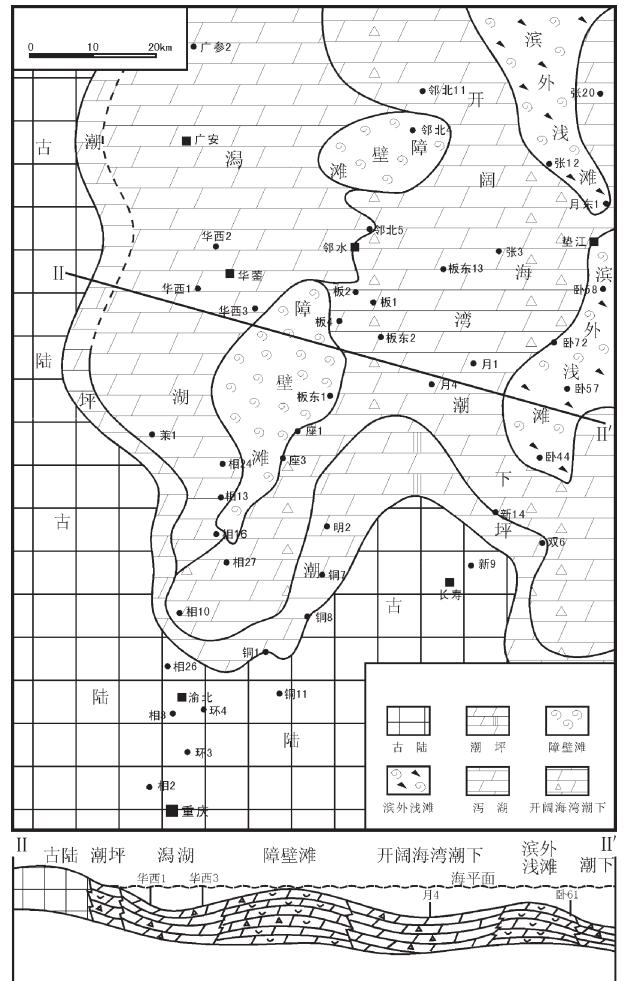 0 10 20km
广参2
邻北11
开
滨
外
浅
滩
张20
古
潮
广安
潟
邻北4
障
壁
滩
阔
张12
月东1
华西2
邻北5
邻水
张3
垫江
II
华蓥
板东13
海
滨
华西1
板2
板1
卧58
华西3
障
板4
湾
外
板东2
卧72
陆
月1
浅
坪
湖
壁
板东1
月4
潮
卧57
滩
II′
茱1
座1
相24
滩
座3
卧44
下
相13
古
新14
相16
明2
坪
双6
相27
潮
铜7
新9
长寿
相10
铜8
古
铜1
相26
陆
渝北
铜11
相8
环4
陆
环3
相2
重庆
古 陆 潮 坪 障壁滩
滨外浅滩 泻 湖 开阔海湾潮下
II II′
古陆 潮坪 潟湖 障壁滩 开阔海湾潮下 滨外浅滩 潮下
华西1 华西3 海平面
月4 卧61